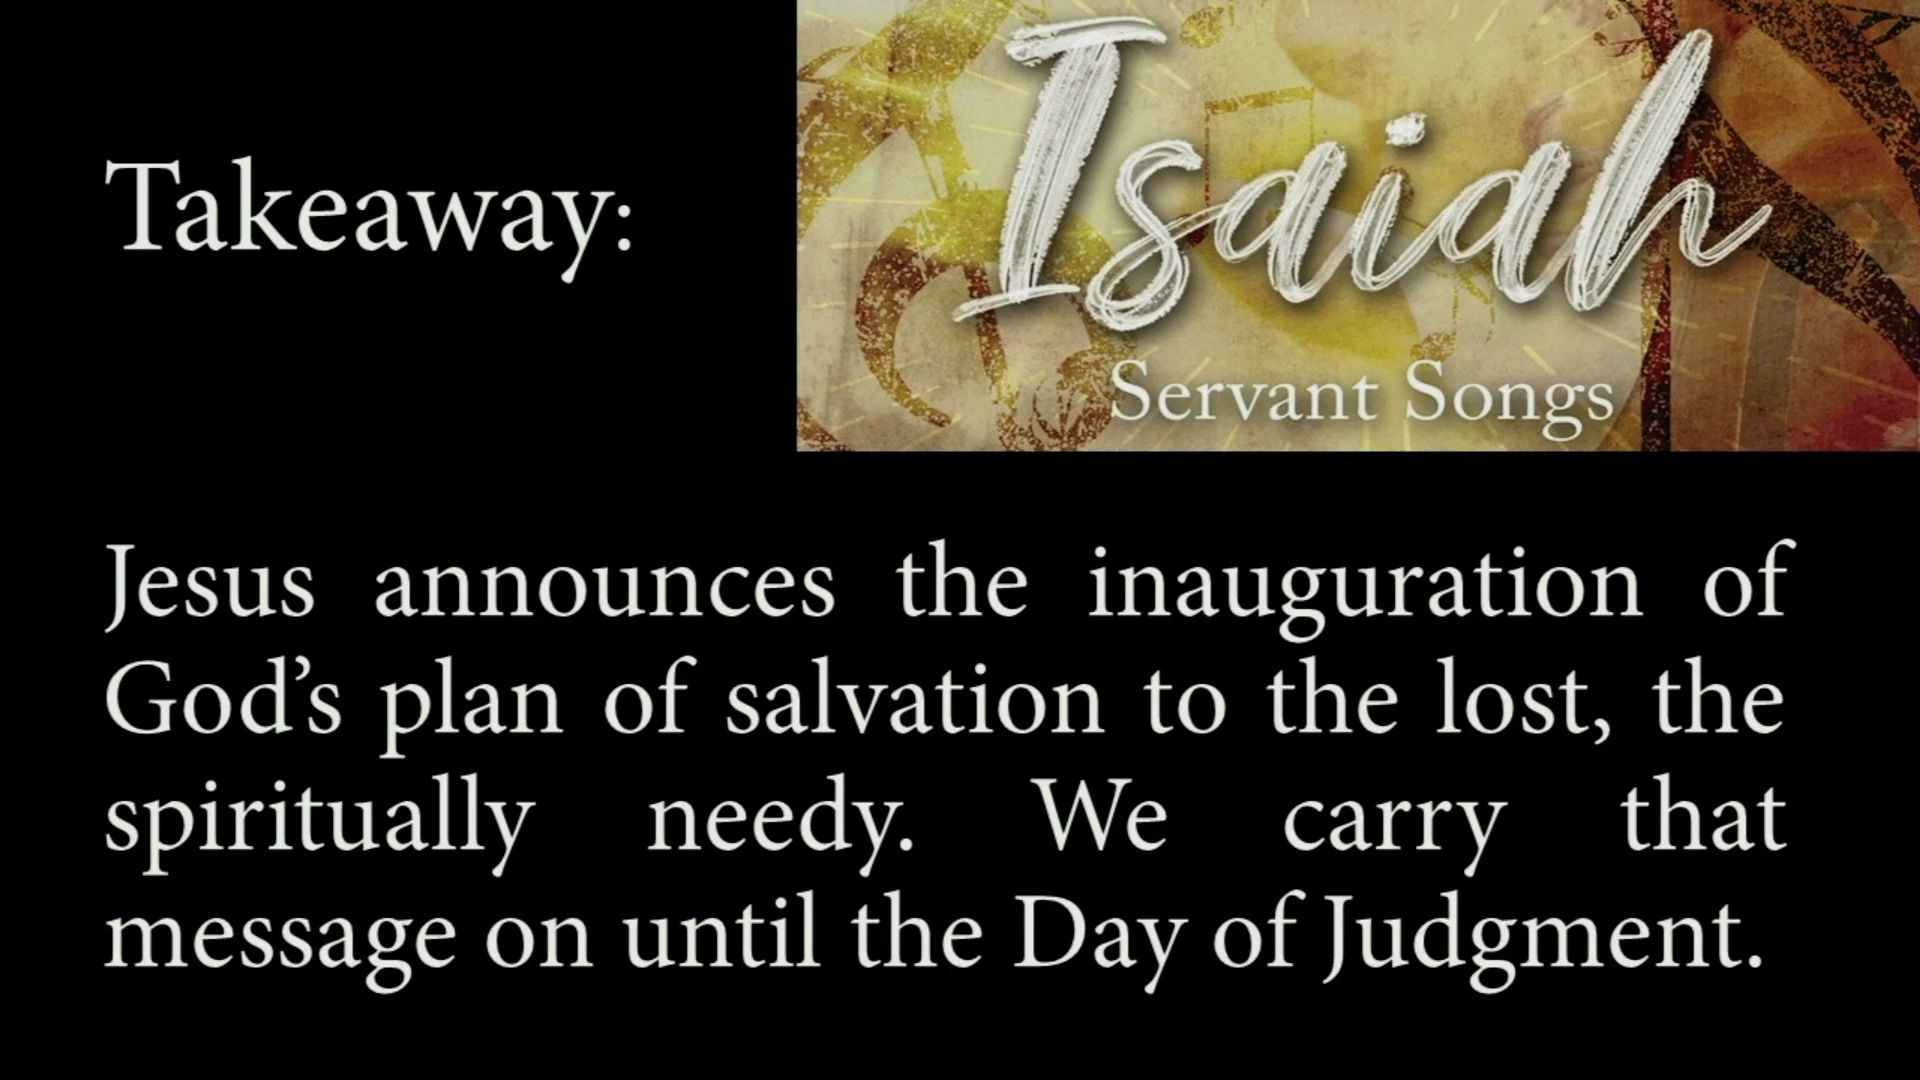 Takeaway:
Isaiah
Servant Songs
Jesus announces the inauguration of
God’s plan of salvation to the lost, the
spiritually needy. We carry that
message on until the Day of Judgment.